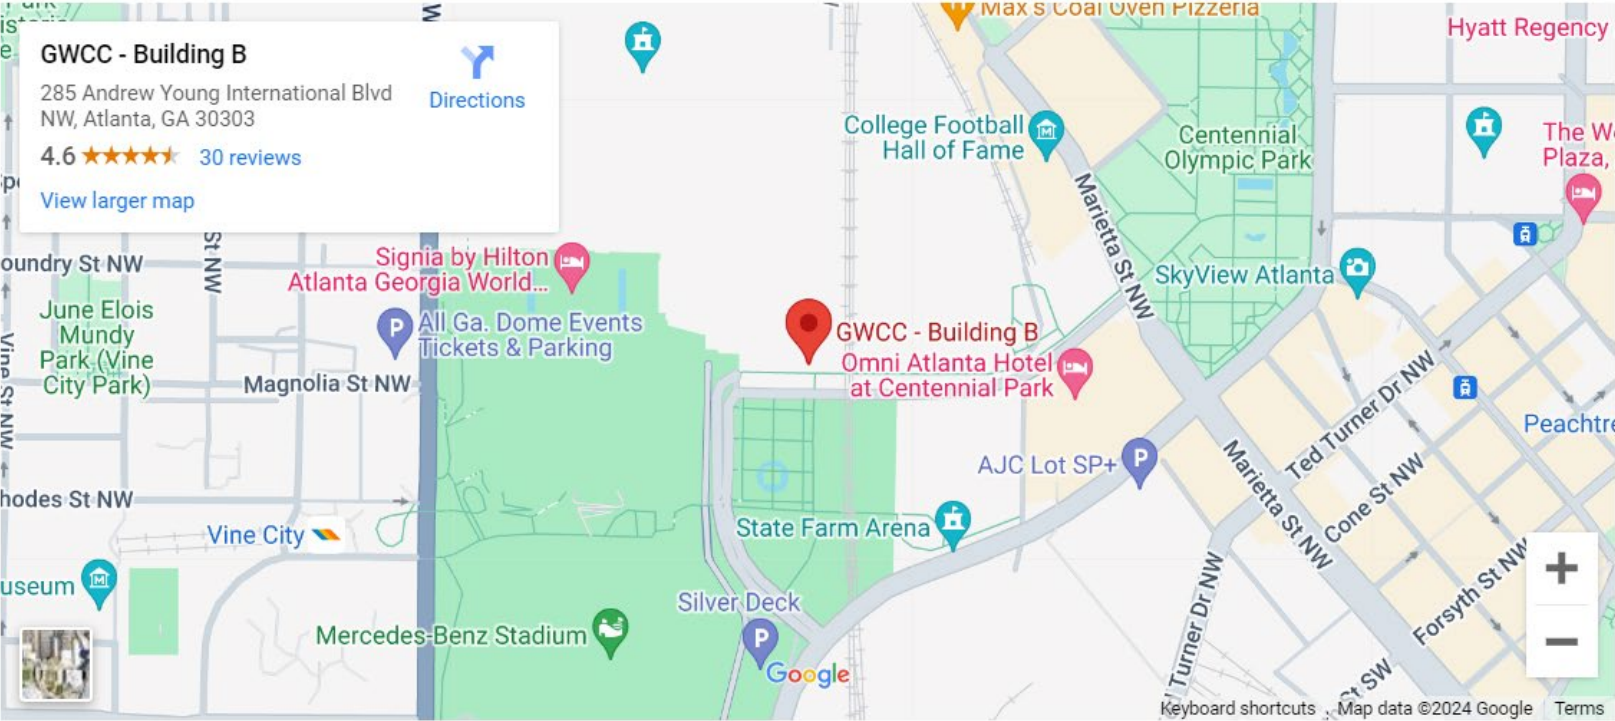 Max's Coal Oven Pizzeria
Hyatt Regency
GWCC - Building B
285 Andrew Young International Blvd
NW, Atlanta, GA 30303
Directions
4.6
30 reviews
View larger map
College Football
Hall of Fame
Centennial
Olympic Park
Plaza,
Marietta St NW
St NW
oundry St NW
Signia by Hilton
Atlanta Georgia World...
SkyView Atlanta
June Elois
Mundy
Park (Vine
City Park)
P
All Ga. Dome Events
Tickets & Parking
GWCC - Building B
Omni Atlanta Hotel
at Centennial Park
Vine St NW
Magnolia St NW
Ted Turner Dr NW
Peachtre
AJC Lot SP+
P
Marietta St NW
Cone St NW
hodes St NW
Vine City
State Farm Arena
useum
Silver Deck
P
Mercedes-Benz Stadium
Forsyth St NW
Turner Dr NW
St SW
+
−
Google
Keyboard shortcuts
Map data ©2024 Google
Terms